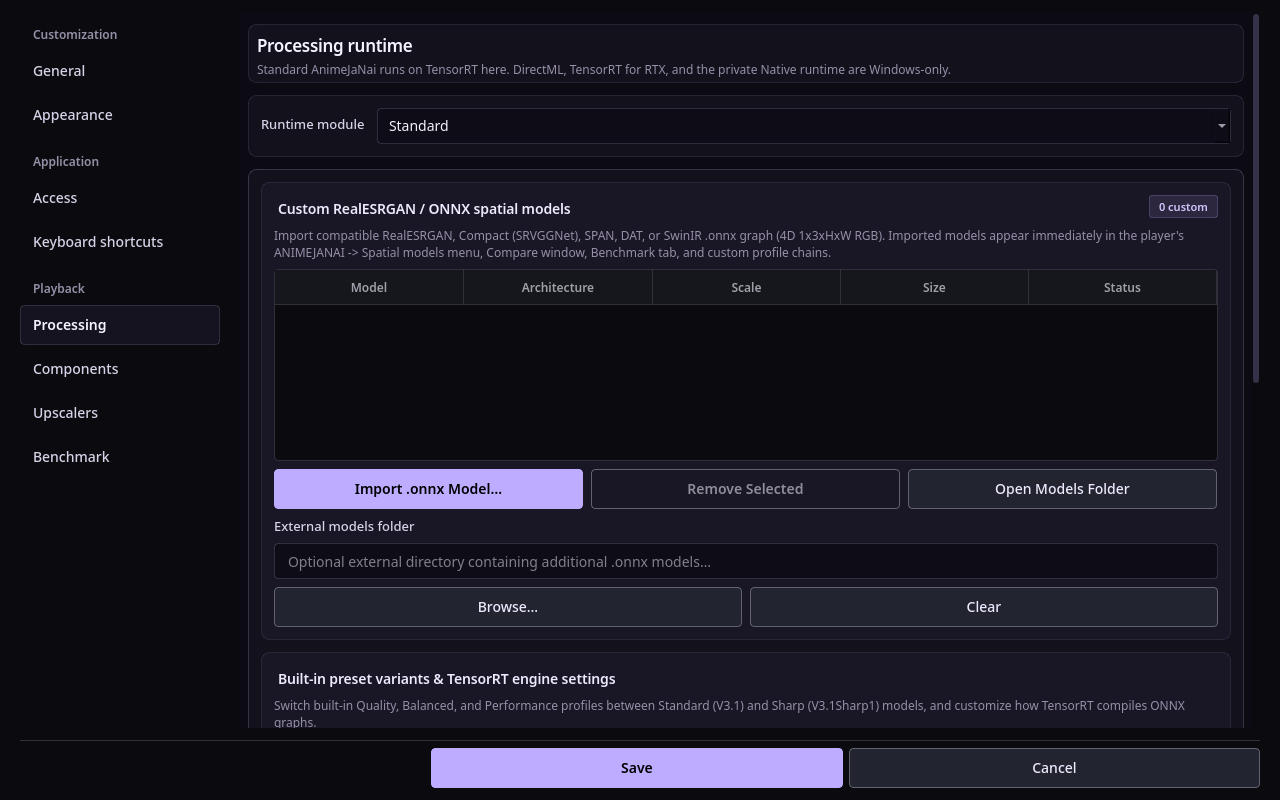 Customization
General
Appearance
Application
Access
Keyboard shortcuts
Playback
Processing
Components
Upscalers
Benchmark
Processing runtime
Standard AnimeJaNai runs on TensorRT here. DirectML, TensorRT for RTX, and the private Native runtime are Windows-only.
Runtime module
Standard
Custom RealESRGAN / ONNX spatial models
0 custom
Import compatible RealESRGAN, Compact (SRVGGNet), SPAN, DAT, or SwinIR .onnx graph (4D 1x3xHxW RGB). Imported models appear immediately in the player's
ANIMEJANAI -> Spatial models menu, Compare window, Benchmark tab, and custom profile chains.
Model Architecture Scale Size Status
Import .onnx Model...
Remove Selected
Open Models Folder
External models folder
Optional external directory containing additional .onnx models...
Browse...
Clear
Built-in preset variants & TensorRT engine settings
Switch built-in Quality, Balanced, and Performance profiles between Standard (V3.1) and Sharp (V3.1Sharp1) models, and customize how TensorRT compiles ONNX
graphs.
Save
Cancel